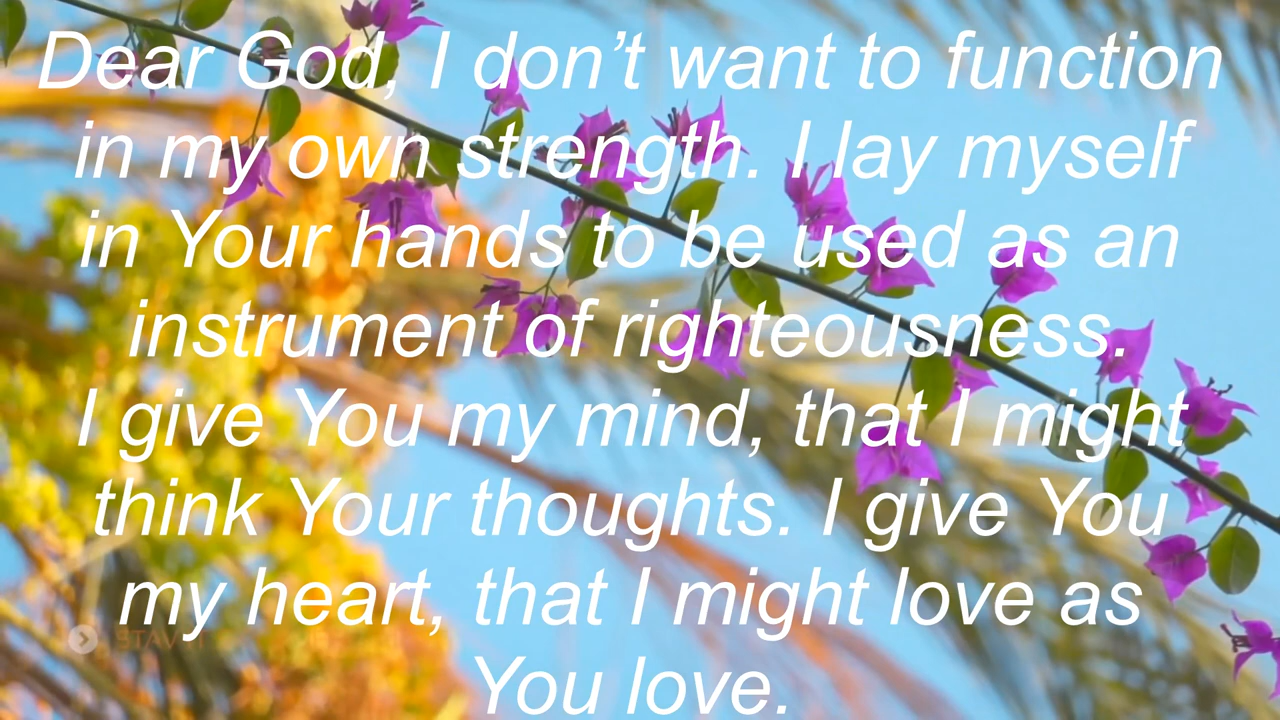 Dear God, I don’t want to function
in my own strength. I lay myself
in Your hands to be used as an
instrument of righteousness.
I give You my mind, that I might
think Your thoughts. I give You
my heart, that I might love as
You love.